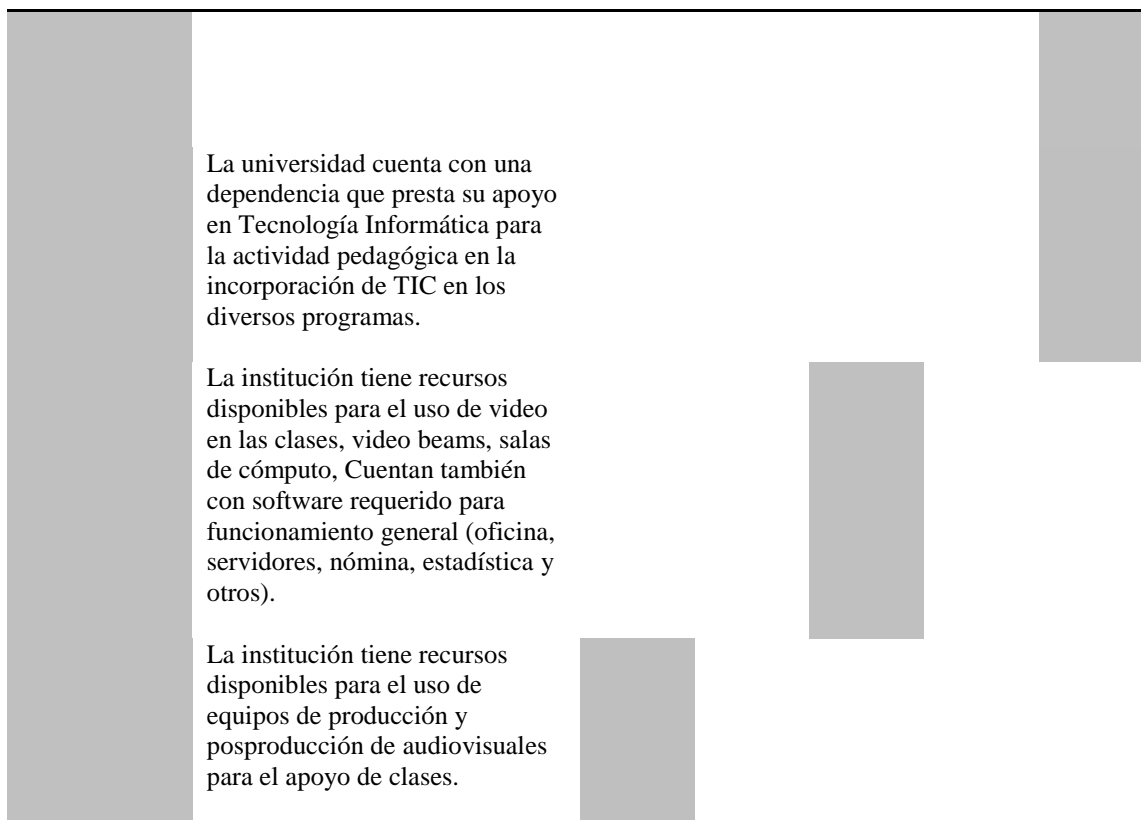 La universidad cuenta con una
dependencia que presta su apoyo
en Tecnología Informática para
la actividad pedagógica en la
incorporación de TIC en los
diversos programas.
La institución tiene recursos
disponibles para el uso de video
en las clases, video beams, salas
de cómputo, Cuentan también
con software requerido para
funcionamiento general (oficina,
servidores, nómina, estadística y
otros).
La institución tiene recursos
disponibles para el uso de
equipos de producción y
posproducción de audiovisuales
para el apoyo de clases.